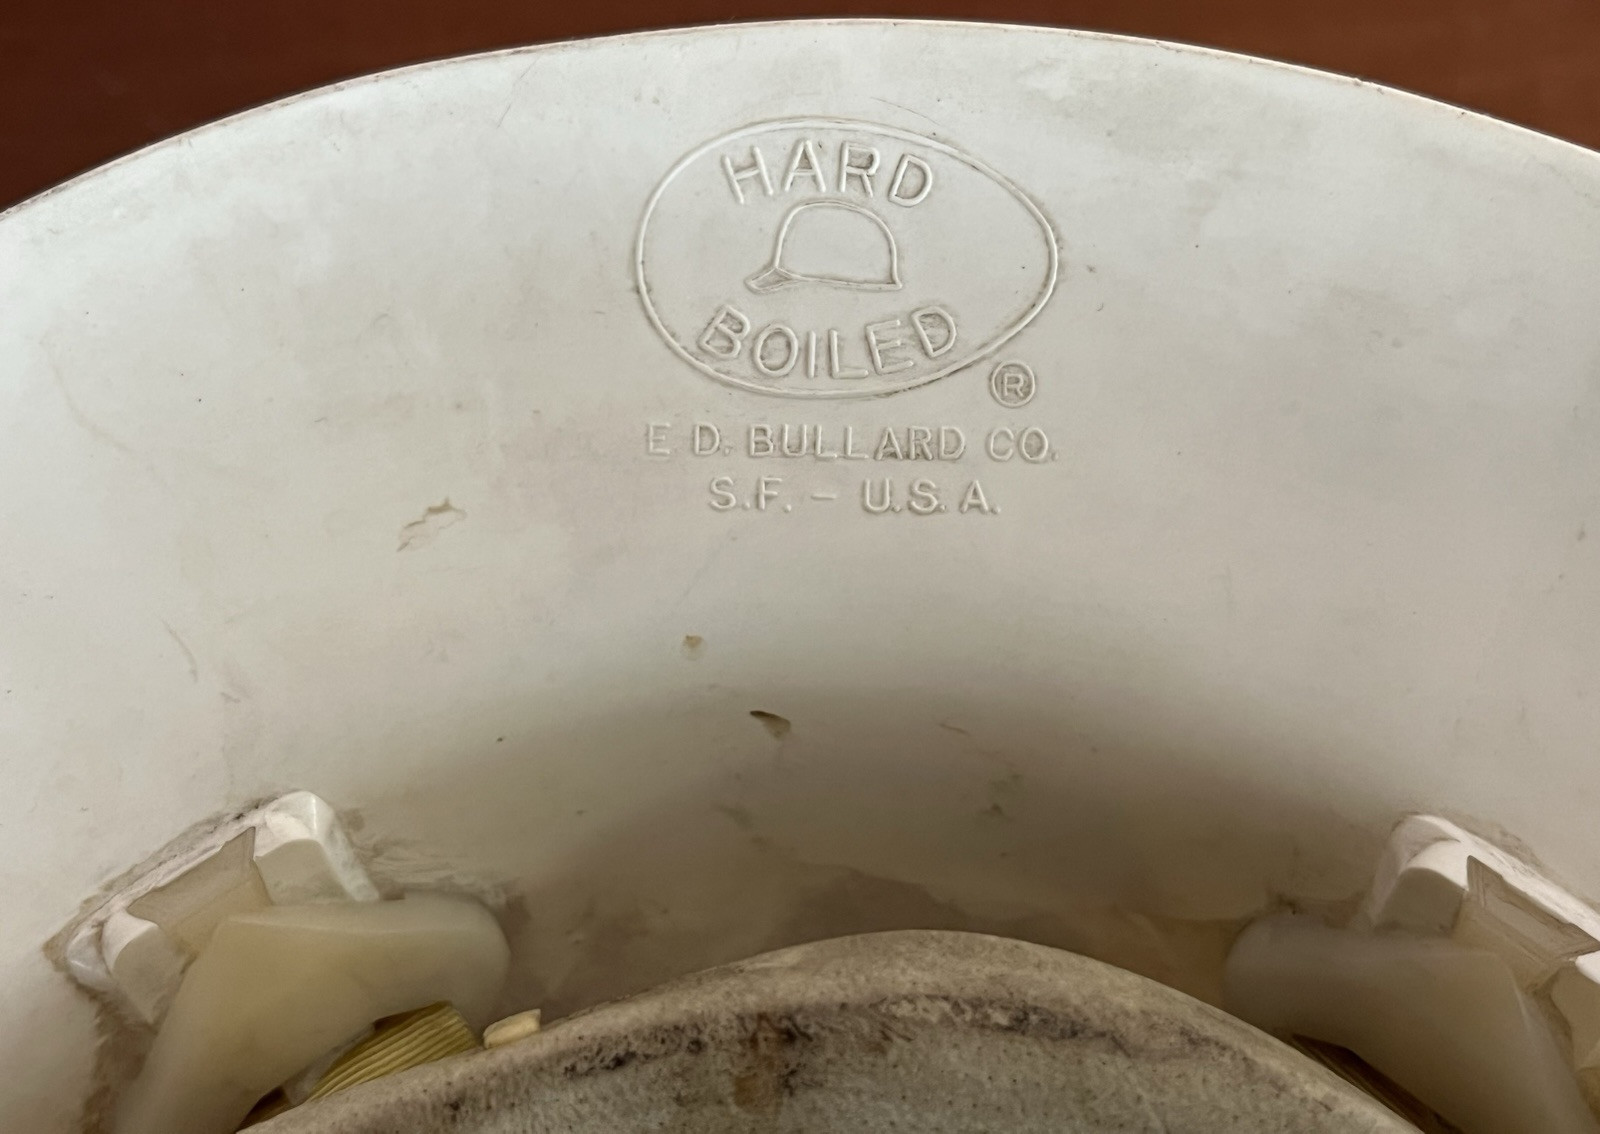 HARD
BOILED
®
E D. BULLARD CO.
S.F. - U.S.A.